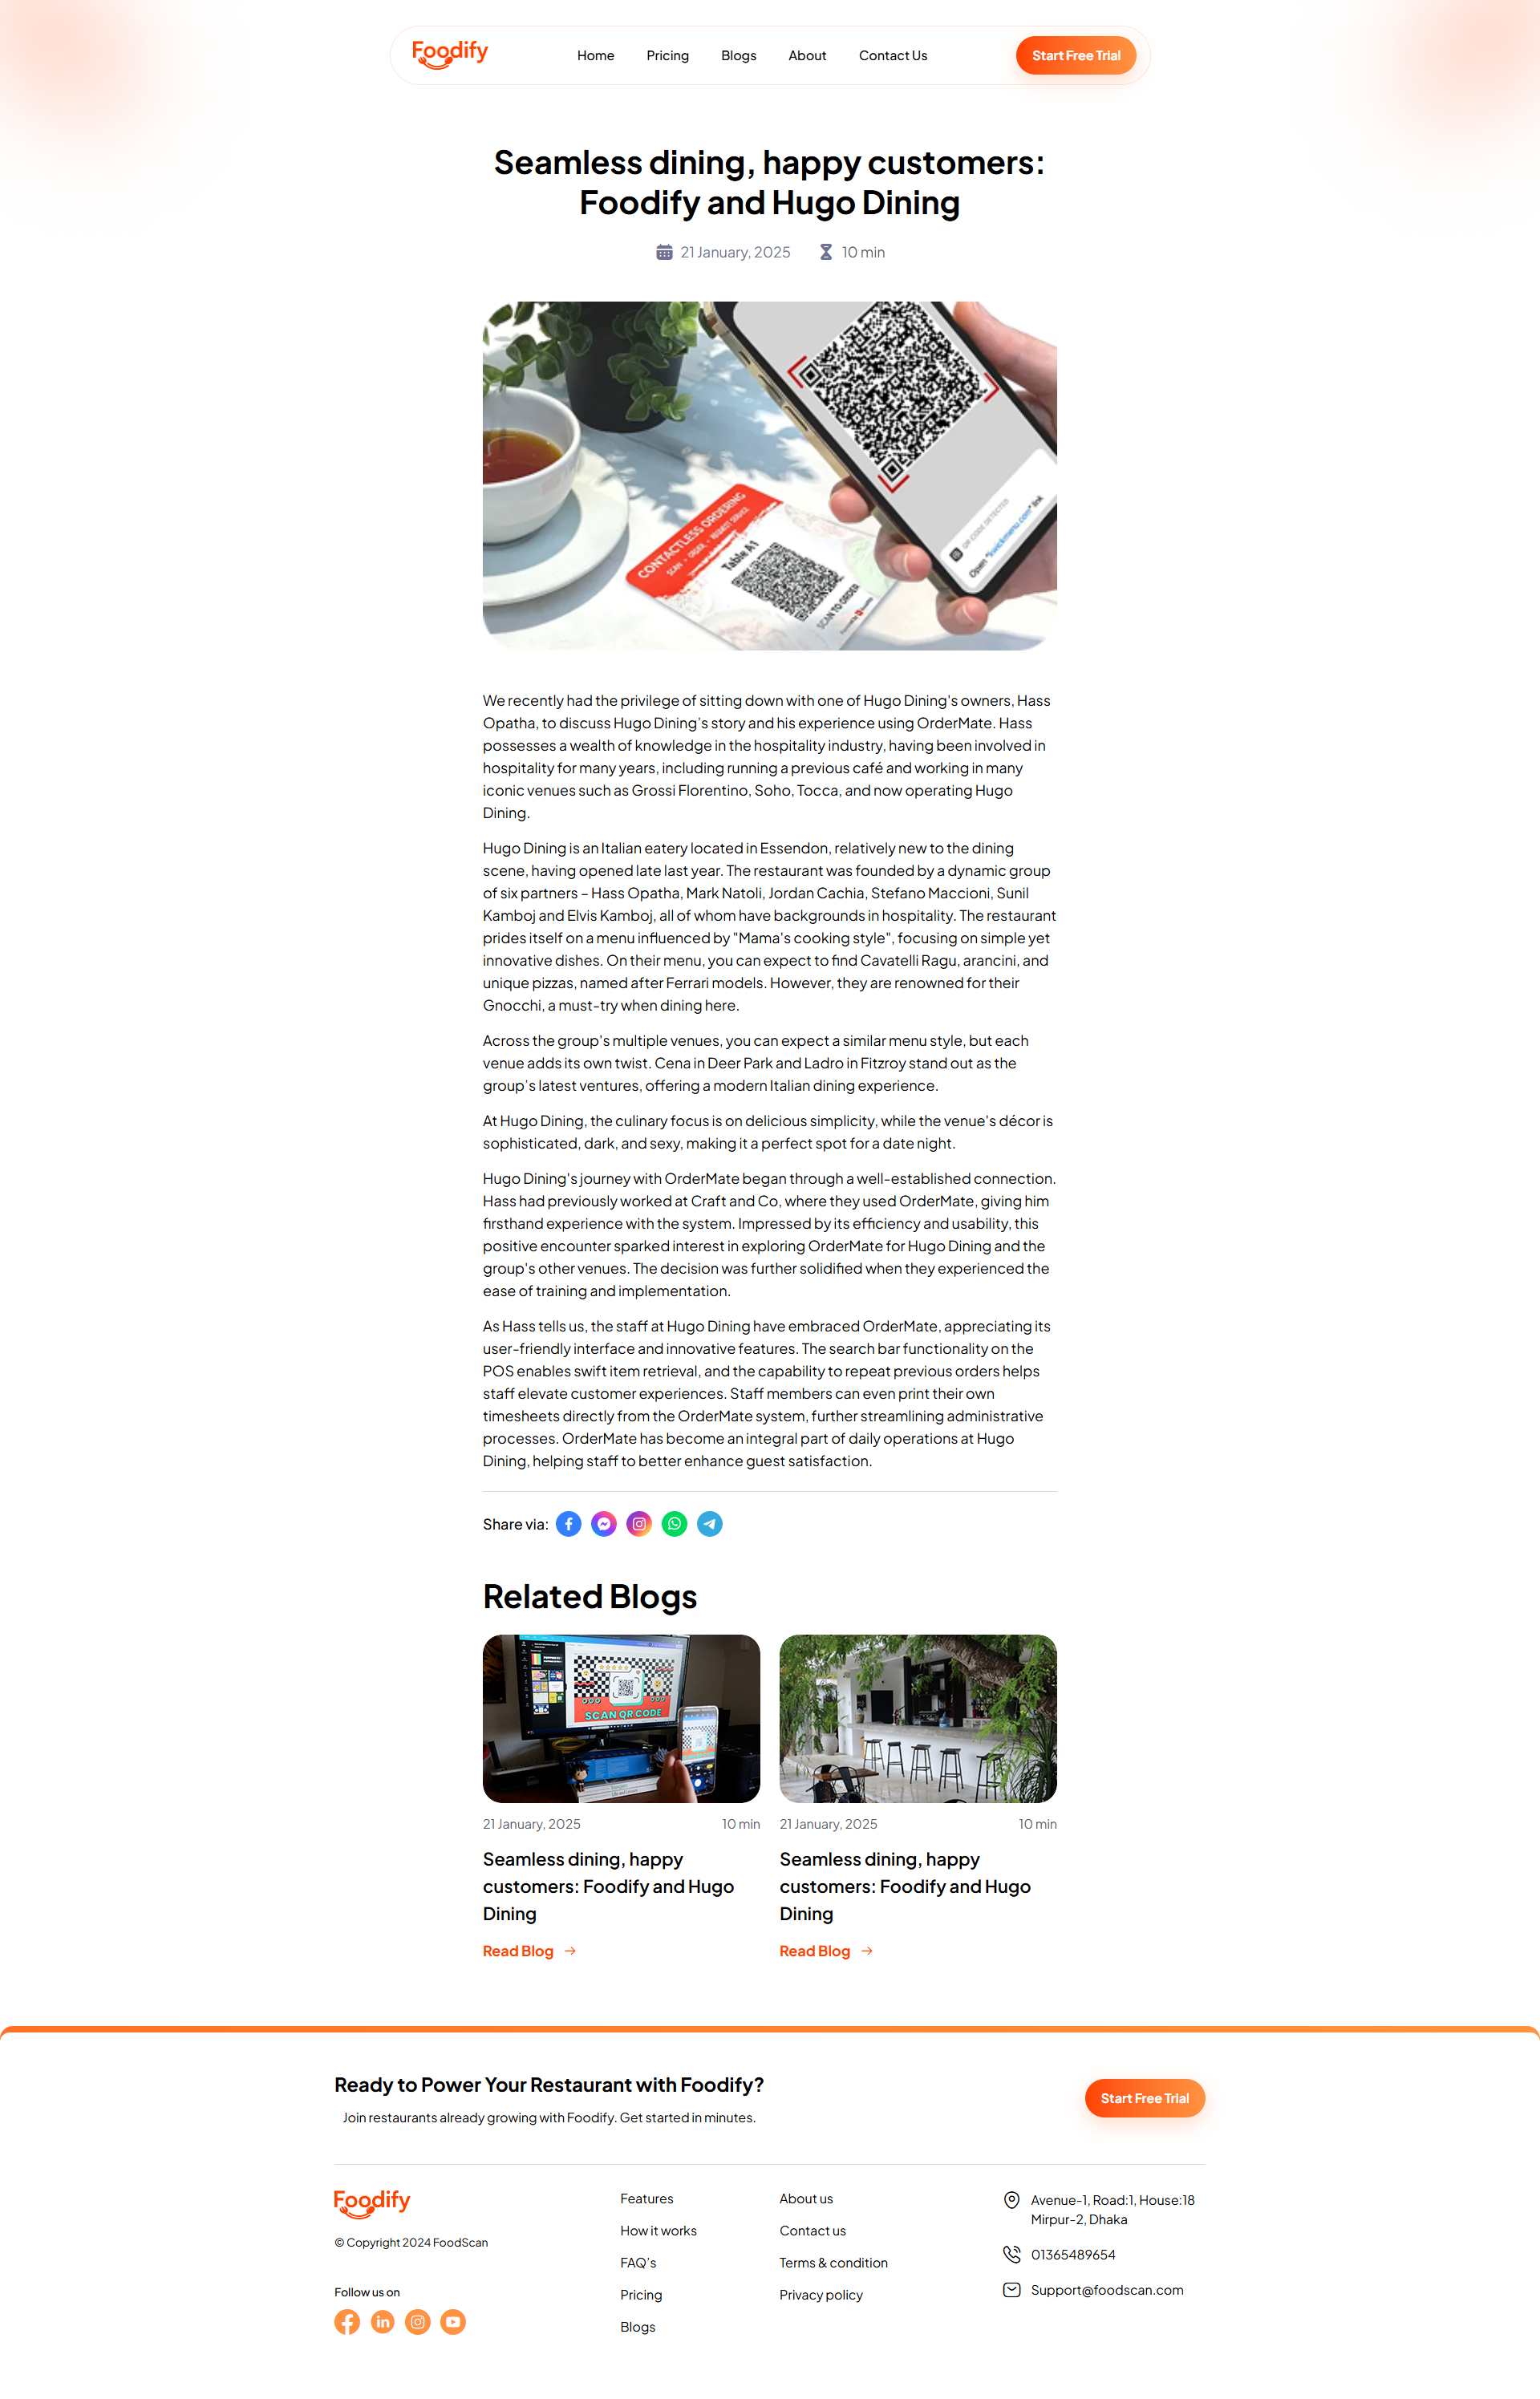 Foodify
Home
Pricing
Blogs
About
Contact Us
Start Free Trial
Seamless dining, happy customers:
Foodify and Hugo Dining
21 January, 2025
10 min
CONTACTLESS ORDERING
SCAN - ORDER - REQUEST SERVICE
Table A1
SCAN TO ORDER
QR CODE DETECTED
We recently had the privilege of sitting down with one of Hugo Dining's owners, Hass
Opatha, to discuss Hugo Dining's story and his experience using OrderMate. Hass
possesses a wealth of knowledge in the hospitality industry, having been involved in
hospitality for many years, including running a previous café and working in many
iconic venues such as Grossi Florentino, Soho, Tocca, and now operating Hugo
Dining.
Hugo Dining is an Italian eatery located in Essendon, relatively new to the dining
scene, having opened late last year. The restaurant was founded by a dynamic group
of six partners – Hass Opatha, Mark Natoli, Jordan Cachia, Stefano Maccioni, Sunil
Kamboj and Elvis Kamboj, all of whom have backgrounds in hospitality. The restaurant
prides itself on a menu influenced by "Mama's cooking style", focusing on simple yet
innovative dishes. On their menu, you can expect to find Cavatelli Ragu, arancini, and
unique pizzas, named after Ferrari models. However, they are renowned for their
Gnocchi, a must-try when dining here.
Across the group's multiple venues, you can expect a similar menu style, but each
venue adds its own twist. Cena in Deer Park and Ladro in Fitzroy stand out as the
group's latest ventures, offering a modern Italian dining experience.
At Hugo Dining, the culinary focus is on delicious simplicity, while the venue's décor is
sophisticated, dark, and sexy, making it a perfect spot for a date night.
Hugo Dining's journey with OrderMate began through a well-established connection.
Hass had previously worked at Craft and Co, where they used OrderMate, giving him
firsthand experience with the system. Impressed by its efficiency and usability, this
positive encounter sparked interest in exploring OrderMate for Hugo Dining and the
group's other venues. The decision was further solidified when they experienced the
ease of training and implementation.
As Hass tells us, the staff at Hugo Dining have embraced OrderMate, appreciating its
user-friendly interface and innovative features. The search bar functionality on the
POS enables swift item retrieval, and the capability to repeat previous orders helps
staff elevate customer experiences. Staff members can even print their own
timesheets directly from the OrderMate system, further streamlining administrative
processes. OrderMate has become an integral part of daily operations at Hugo
Dining, helping staff to better enhance guest satisfaction.
Share via:
Related Blogs
SCAN QR CODE
21 January, 2025
10 min
Seamless dining, happy
customers: Foodify and Hugo
Dining
Read Blog
21 January, 2025
10 min
Seamless dining, happy
customers: Foodify and Hugo
Dining
Read Blog
Ready to Power Your Restaurant with Foodify?
Join restaurants already growing with Foodify. Get started in minutes.
Start Free Trial
Foodify
© Copyright 2024 FoodScan
Follow us on
Features
How it works
FAQ's
Pricing
Blogs
About us
Contact us
Terms & condition
Privacy policy
Avenue-1, Road:1, House:18
Mirpur-2, Dhaka
01365489654
Support@foodscan.com